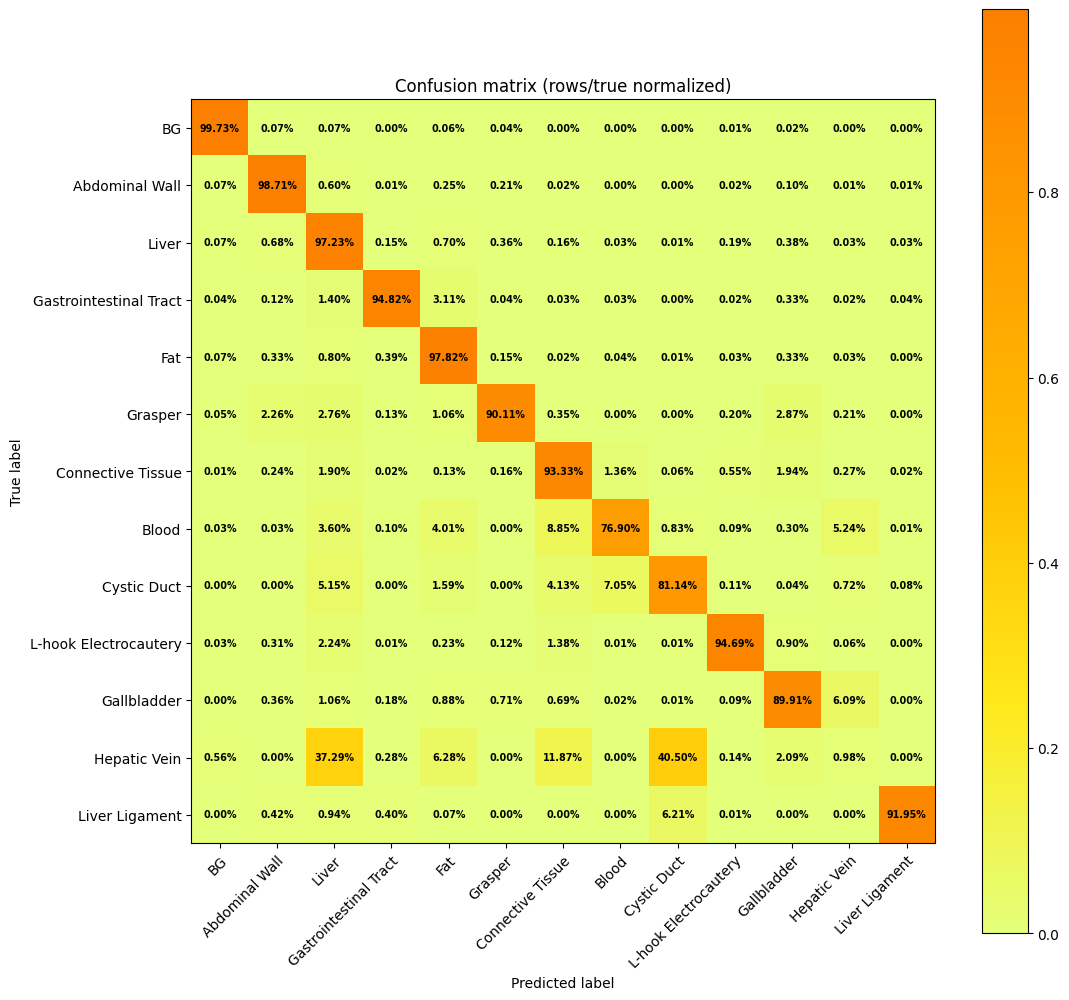 Confusion matrix (rows/true normalized)
BG 99.73% 0.07% 0.07% 0.00% 0.06% 0.04% 0.00% 0.00% 0.00% 0.01% 0.02% 0.00% 0.00%
Abdominal Wall 0.07% 98.71% 0.60% 0.01% 0.25% 0.21% 0.02% 0.00% 0.00% 0.02% 0.10% 0.01% 0.01%
Liver 0.07% 0.68% 97.23% 0.15% 0.70% 0.36% 0.16% 0.03% 0.01% 0.19% 0.38% 0.03% 0.03%
Gastrointestinal Tract 0.04% 0.12% 1.40% 94.82% 3.11% 0.04% 0.03% 0.03% 0.00% 0.02% 0.33% 0.02% 0.04%
Fat 0.07% 0.33% 0.80% 0.39% 97.82% 0.15% 0.02% 0.04% 0.01% 0.03% 0.33% 0.03% 0.00%
Grasper 0.05% 2.26% 2.76% 0.13% 1.06% 90.11% 0.35% 0.00% 0.00% 0.20% 2.87% 0.21% 0.00%
Connective Tissue 0.01% 0.24% 1.90% 0.02% 0.13% 0.16% 93.33% 1.36% 0.06% 0.55% 1.94% 0.27% 0.02%
Blood 0.03% 0.03% 3.60% 0.10% 4.01% 0.00% 8.85% 76.90% 0.83% 0.09% 0.30% 5.24% 0.01%
Cystic Duct 0.00% 0.00% 5.15% 0.00% 1.59% 0.00% 4.13% 7.05% 81.14% 0.11% 0.04% 0.72% 0.08%
L-hook Electrocautery 0.03% 0.31% 2.24% 0.01% 0.23% 0.12% 1.38% 0.01% 0.01% 94.69% 0.90% 0.06% 0.00%
Gallbladder 0.00% 0.36% 1.06% 0.18% 0.88% 0.71% 0.69% 0.02% 0.01% 0.09% 89.91% 6.09% 0.00%
Hepatic Vein 0.56% 0.00% 37.29% 0.28% 6.28% 0.00% 11.87% 0.00% 40.50% 0.14% 2.09% 0.98% 0.00%
Liver Ligament 0.00% 0.42% 0.94% 0.40% 0.07% 0.00% 0.00% 0.00% 6.21% 0.01% 0.00% 0.00% 91.95%
BG Abdominal Wall Liver Gastrointestinal Tract Fat Grasper Connective Tissue Blood Cystic Duct L-hook Electrocautery Gallbladder Hepatic Vein Liver Ligament
Predicted label
True label
0.8
0.6
0.4
0.2
0.0